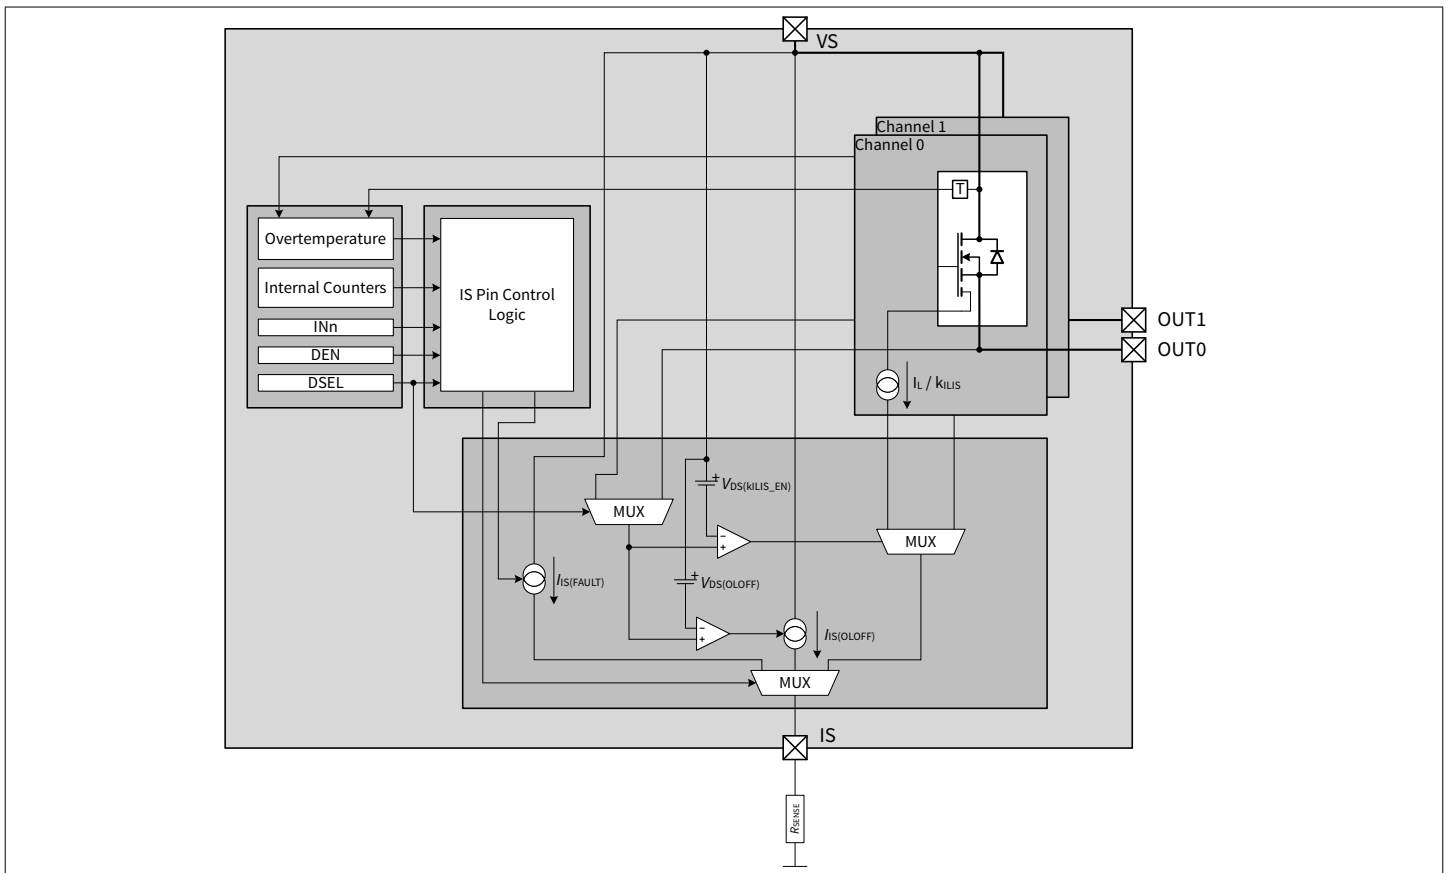 VS
Channel 1
Channel 0
T
Overtemperature
Internal Counters
INn
DEN
DSEL
IS Pin Control
Logic
OUT1
OUT0
IL / kILIS
VDS(kILIS_EN)
MUX
MUX
IIS(FAULT)
VDS(OLOFF)
IIS(OLOFF)
MUX
IS
RSENSE